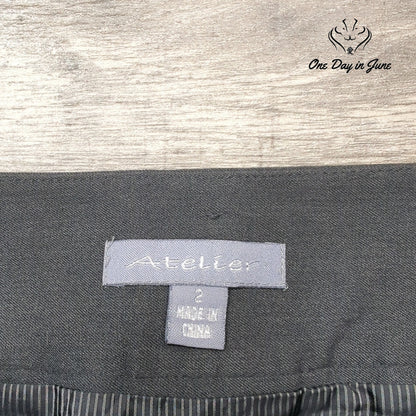 One Day in June
Atelier
2
MADE IN
CHINA